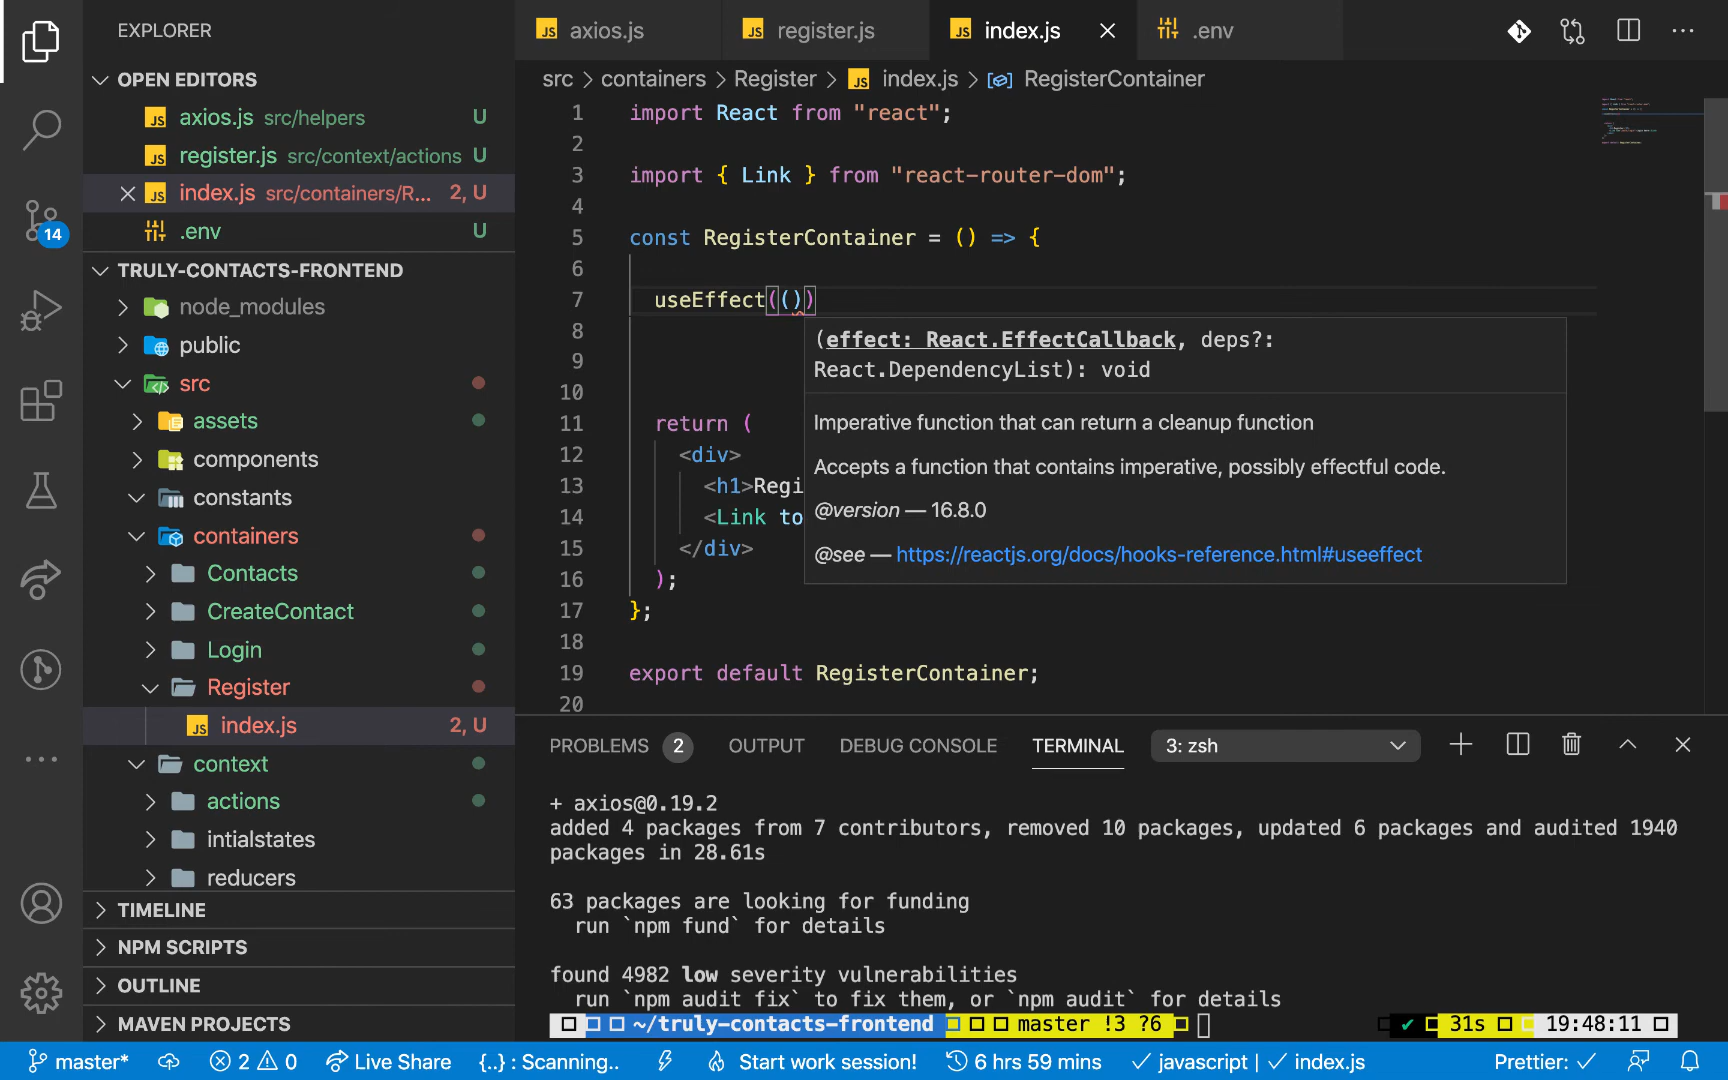 EXPLORER
OPEN EDITORS
JS axios.js src/helpers U
JS register.js src/context/actions U
JS index.js src/containers/R... 2, U
.env U
TRULY-CONTACTS-FRONTEND
node_modules
public
src
assets
components
constants
containers
Contacts
CreateContact
Login
Register
JS index.js 2, U
context
actions
intialstates
reducers
TIMELINE
NPM SCRIPTS
OUTLINE
MAVEN PROJECTS
14
JS axios.js JS register.js JS index.js .env
src > containers > Register > JS index.js > RegisterContainer
1 import React from "react";
2
3 import { Link } from "react-router-dom";
4
5 const RegisterContainer = () => {
6
7 useEffect(())
8
9
10
11 return (
12 <div>
13 <h1>Regi
14 <Link to
15 </div>
16 );
17 };
18
19 export default RegisterContainer;
20
(effect: React.EffectCallback, deps?:
React.DependencyList): void
Imperative function that can return a cleanup function
Accepts a function that contains imperative, possibly effectful code.
@version — 16.8.0
@see — https://reactjs.org/docs/hooks-reference.html#useeffect
PROBLEMS 2 OUTPUT DEBUG CONSOLE TERMINAL 3: zsh
+ axios@0.19.2
added 4 packages from 7 contributors, removed 10 packages, updated 6 packages and audited 1940
packages in 28.61s
63 packages are looking for funding
run `npm fund` for details
found 4982 low severity vulnerabilities
run `npm audit fix` to fix them, or `npm audit` for details
~/truly-contacts-frontend master !3 ?6 ✔ 31s 19:48:11
master* 2 0 Live Share {..} : Scanning.. Start work session! 6 hrs 59 mins ✓ javascript | ✓ index.js Prettier: ✓